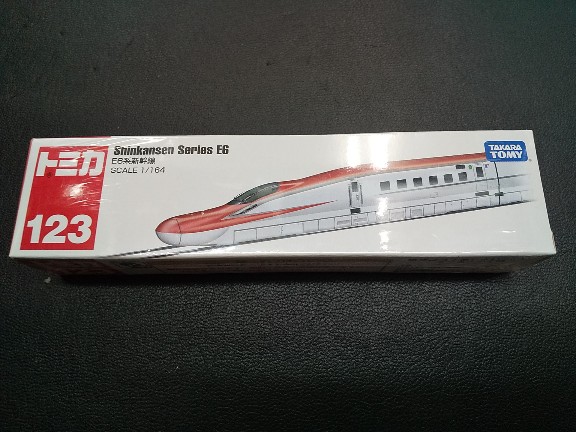 トミカ
123
Shinkansen Series E6
E6系新幹線
SCALE 1/164
TAKARA
TOMY